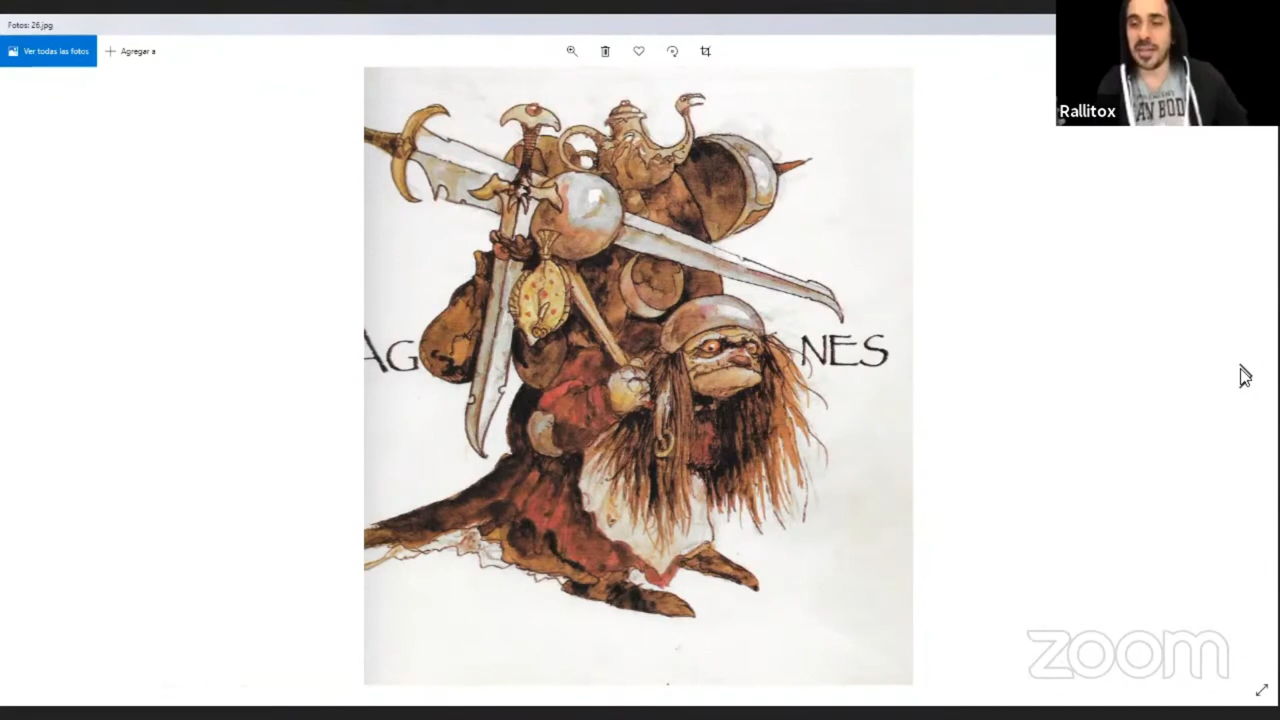 Fotos: 26.jpg
Ver todas las fotos
Agregar a
Rallitox
AG NES
zoom